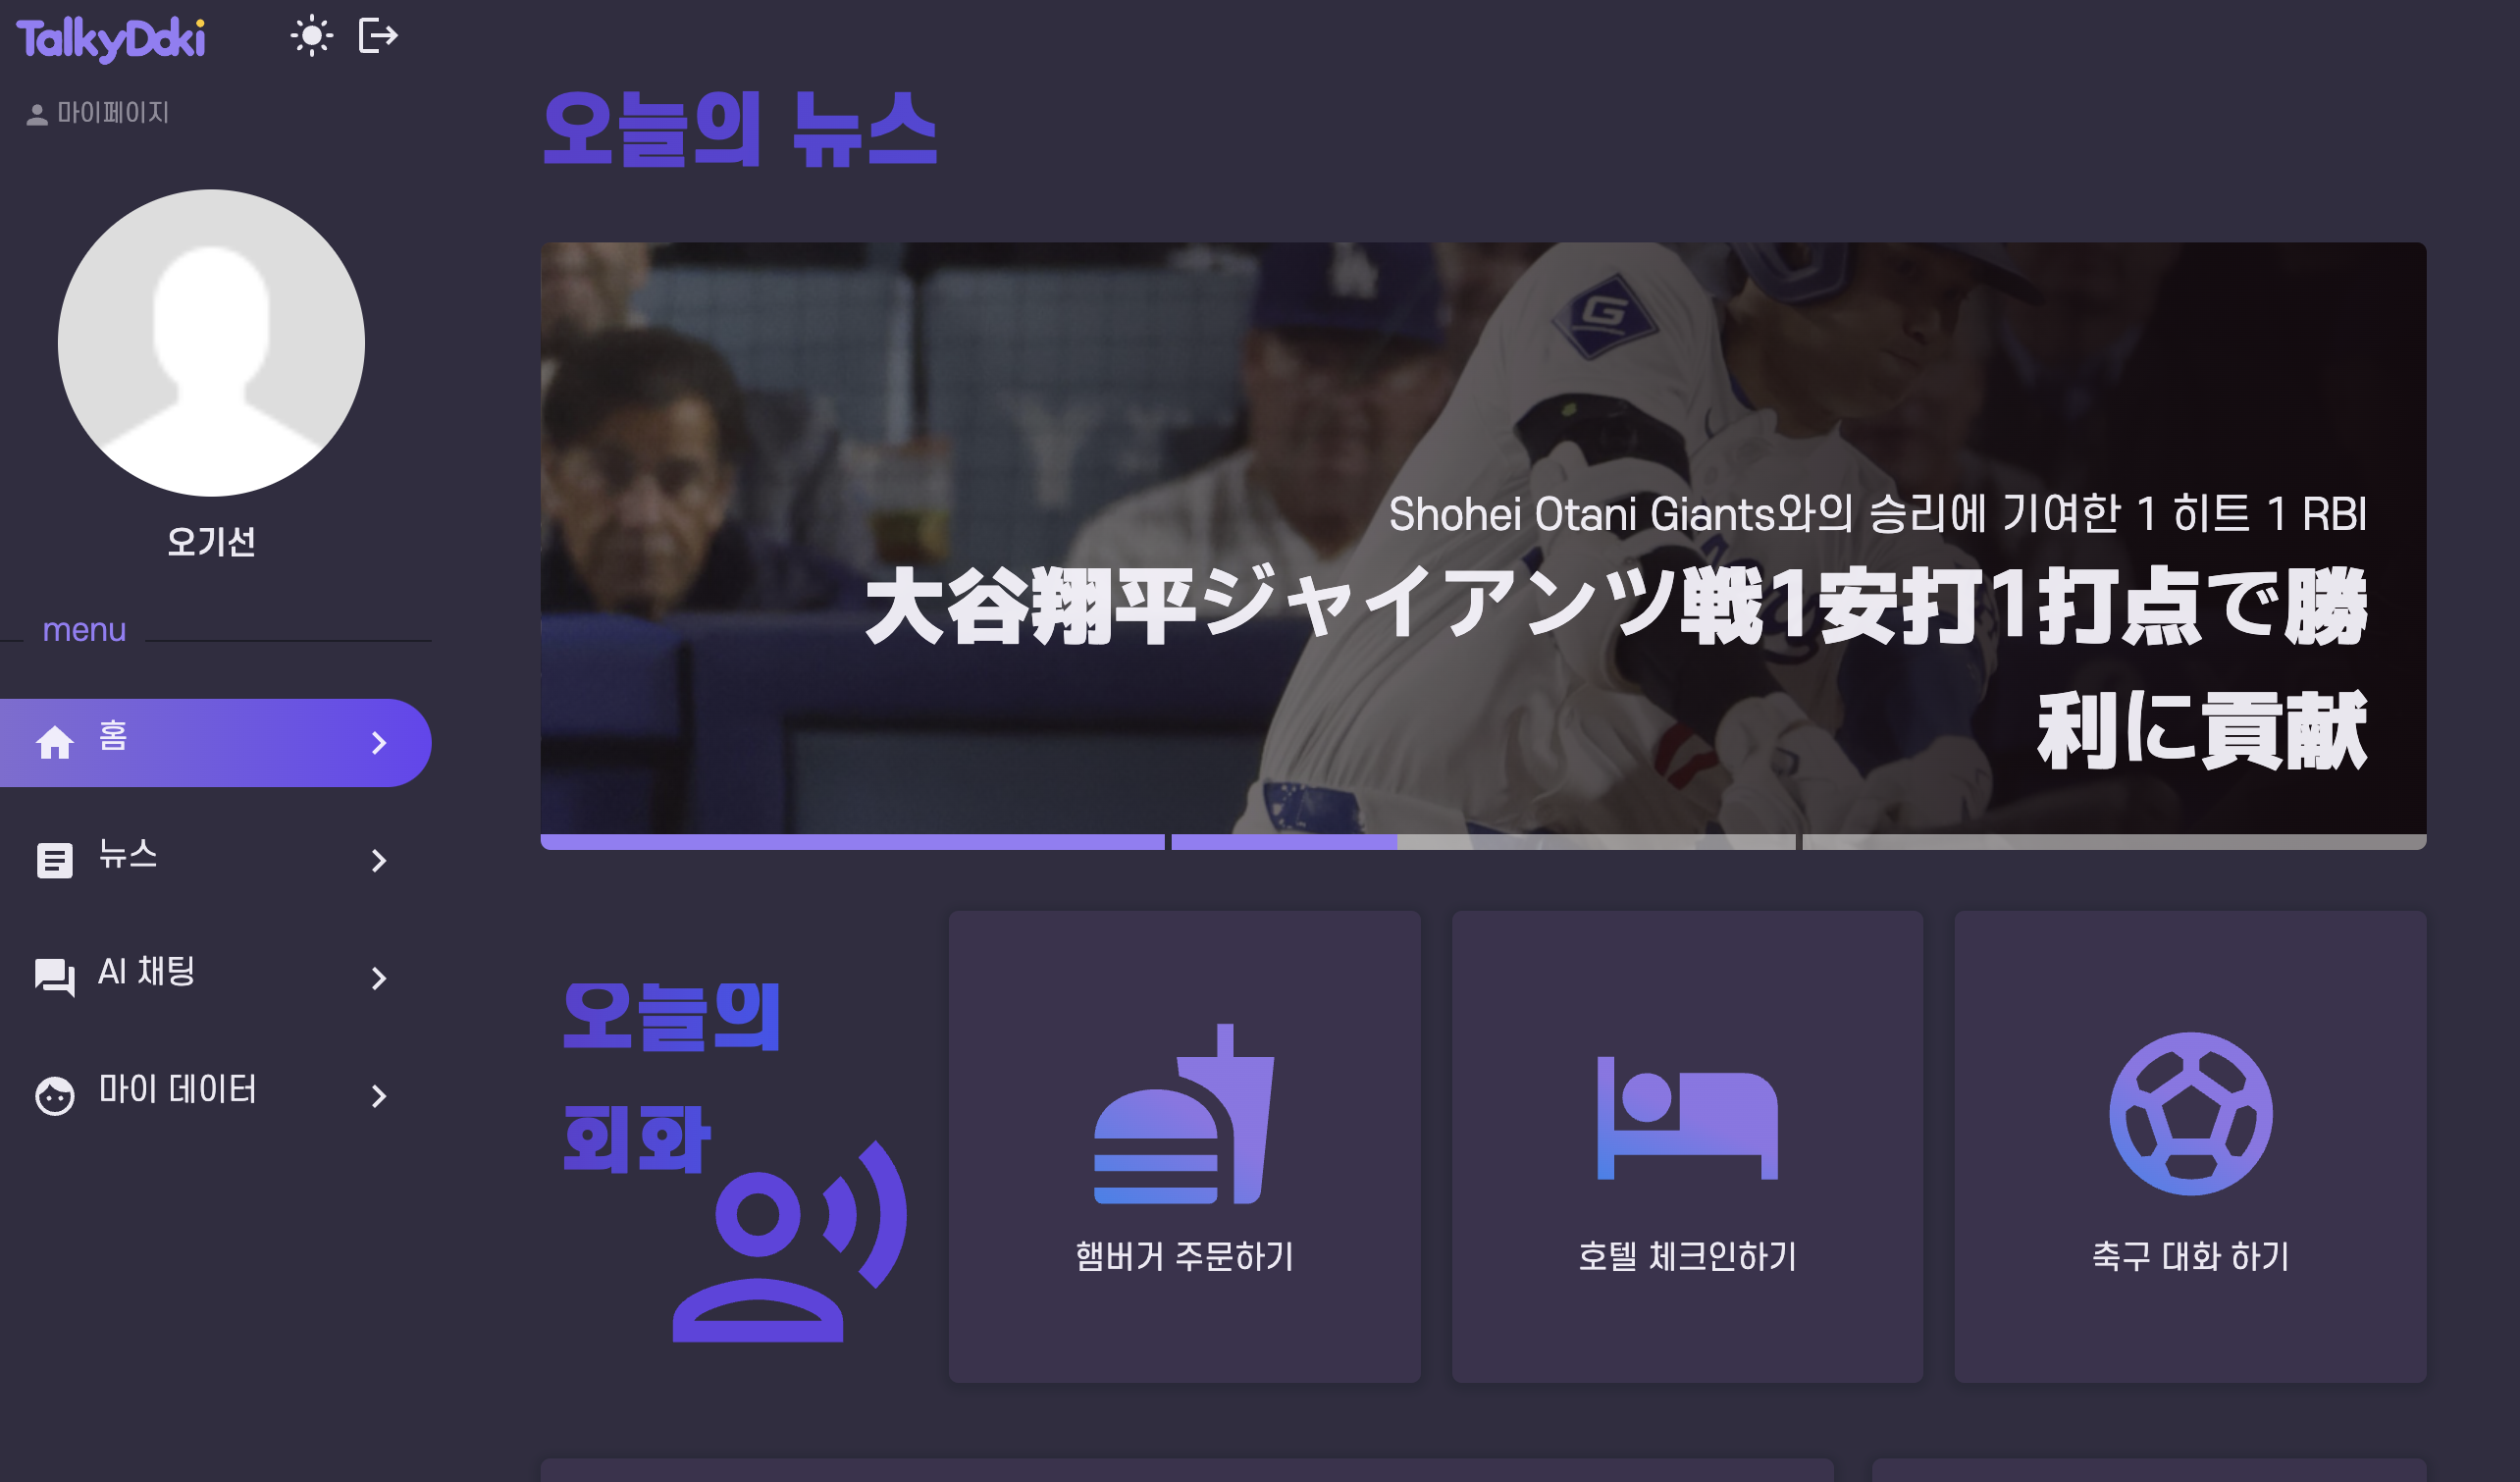 TalkyDoki
마이페이지
오기선
menu
홈
뉴스
AI 채팅
마이 데이터
오늘의 뉴스
Shohei Otani Giants와의 승리에 기여한 1 히트 1 RBI
大谷翔平ジャイアンツ戦1安打1打点で勝
利に貢献
오늘의
회화
햄버거 주문하기
호텔 체크인하기
축구 대화 하기